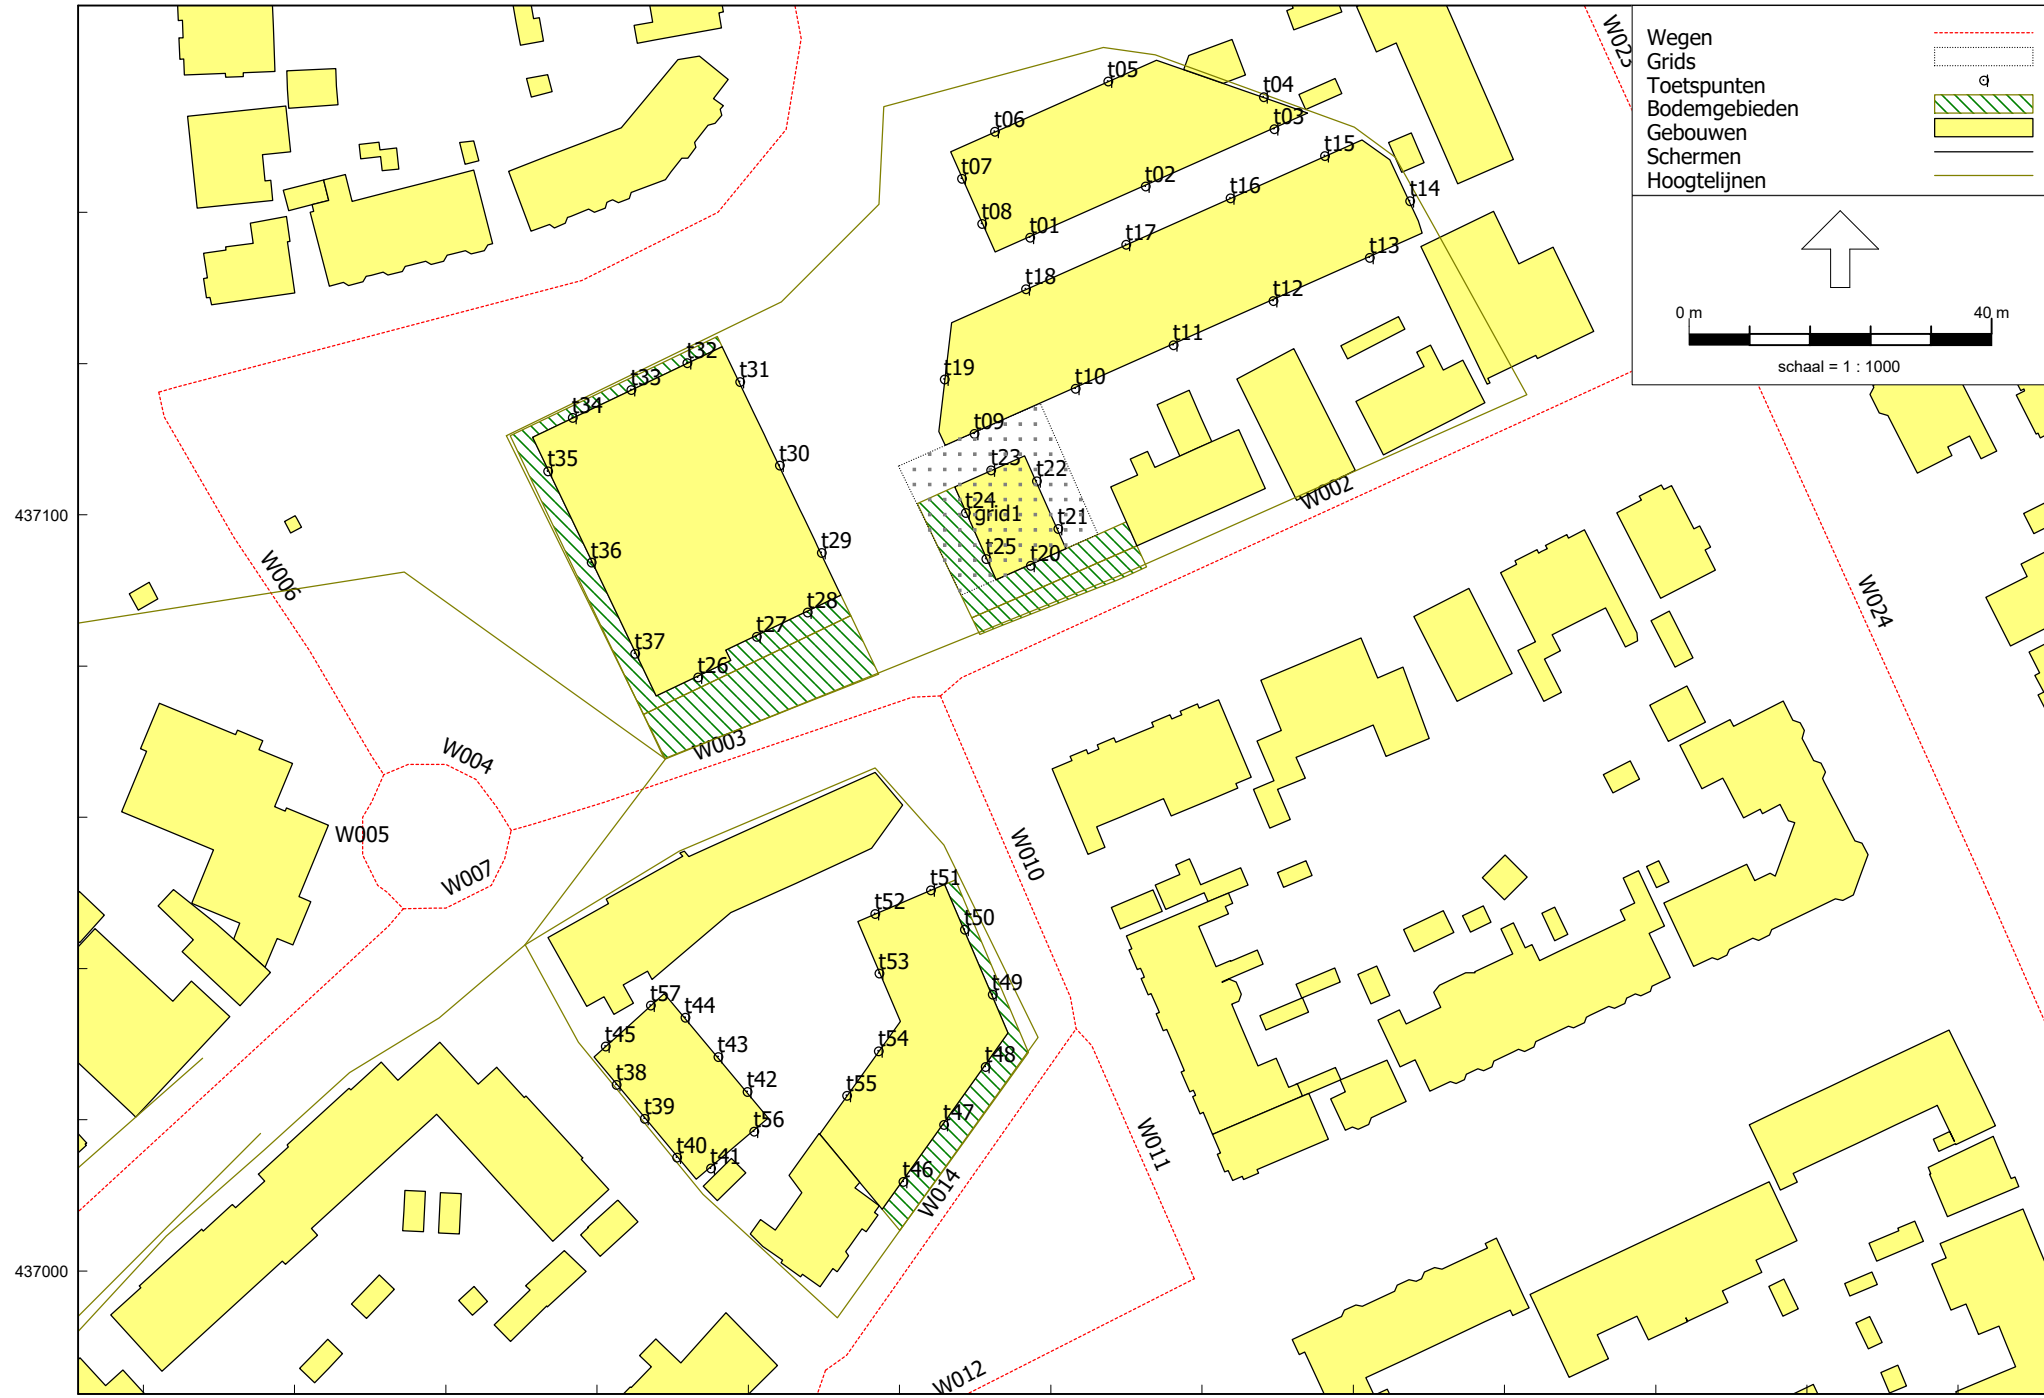 Wegen
Grids
Toetspunten
Bodemgebieden
Gebouwen
Schermen
Hoogtelijnen
0 m 40 m
schaal = 1 : 1000
W023
t05
t04
t06
t03
t15
t07
t02
t16
t14
t08
t01
t17
t13
t18
t12
t32
t11
t31
t33
t19
t10
t34
t09
t35
t30
t23
t22
437100
t24
grid1
W002
t21
t36
t29
t25
t20
W006
t28
W024
t27
t37
t26
W003
W004
W005
W010
W007
t51
t52
t50
t53
t49
t57
t44
t45
t54
t43
t48
t38
t42
t55
t39
t56
t47
W011
t40
t41
t46
W014
437000
W012